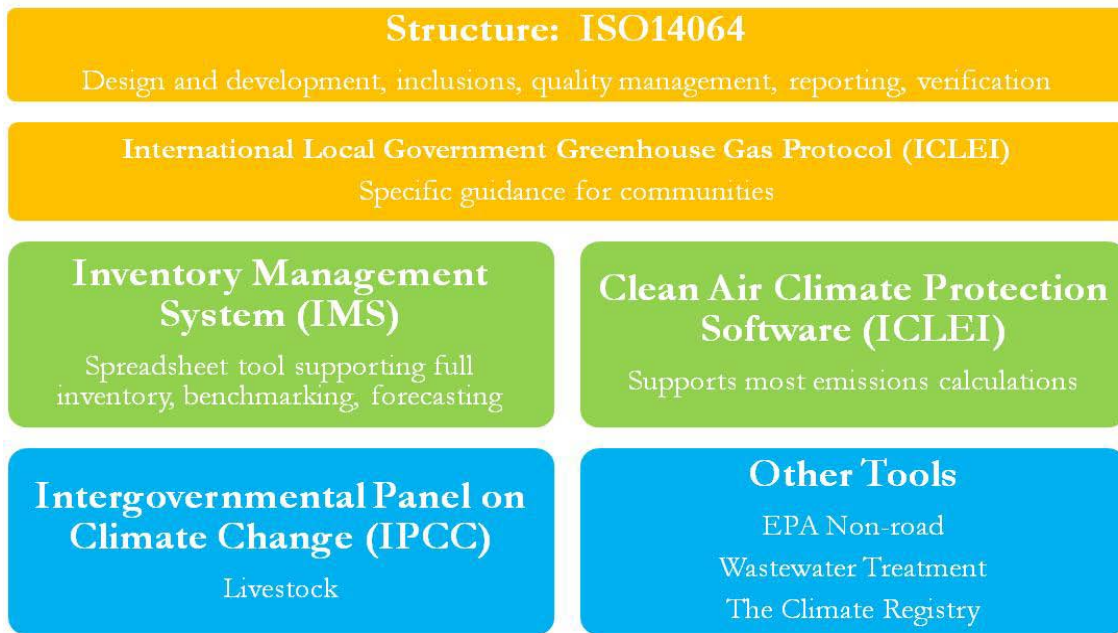 Structure:  ISO14064
Design and development, inclusions, quality management, reporting, verification
International Local Government Greenhouse Gas Protocol (ICLEI)
Specific guidance for communities
Inventory Management
System (IMS)
Spreadsheet tool supporting full
inventory, benchmarking, forecasting
Clean Air Climate Protection
Software (ICLEI)
Supports most emissions calculations
Intergovernmental Panel on
Climate Change (IPCC)
Livestock
Other Tools
EPA Non-road
Wastewater Treatment
The Climate Registry